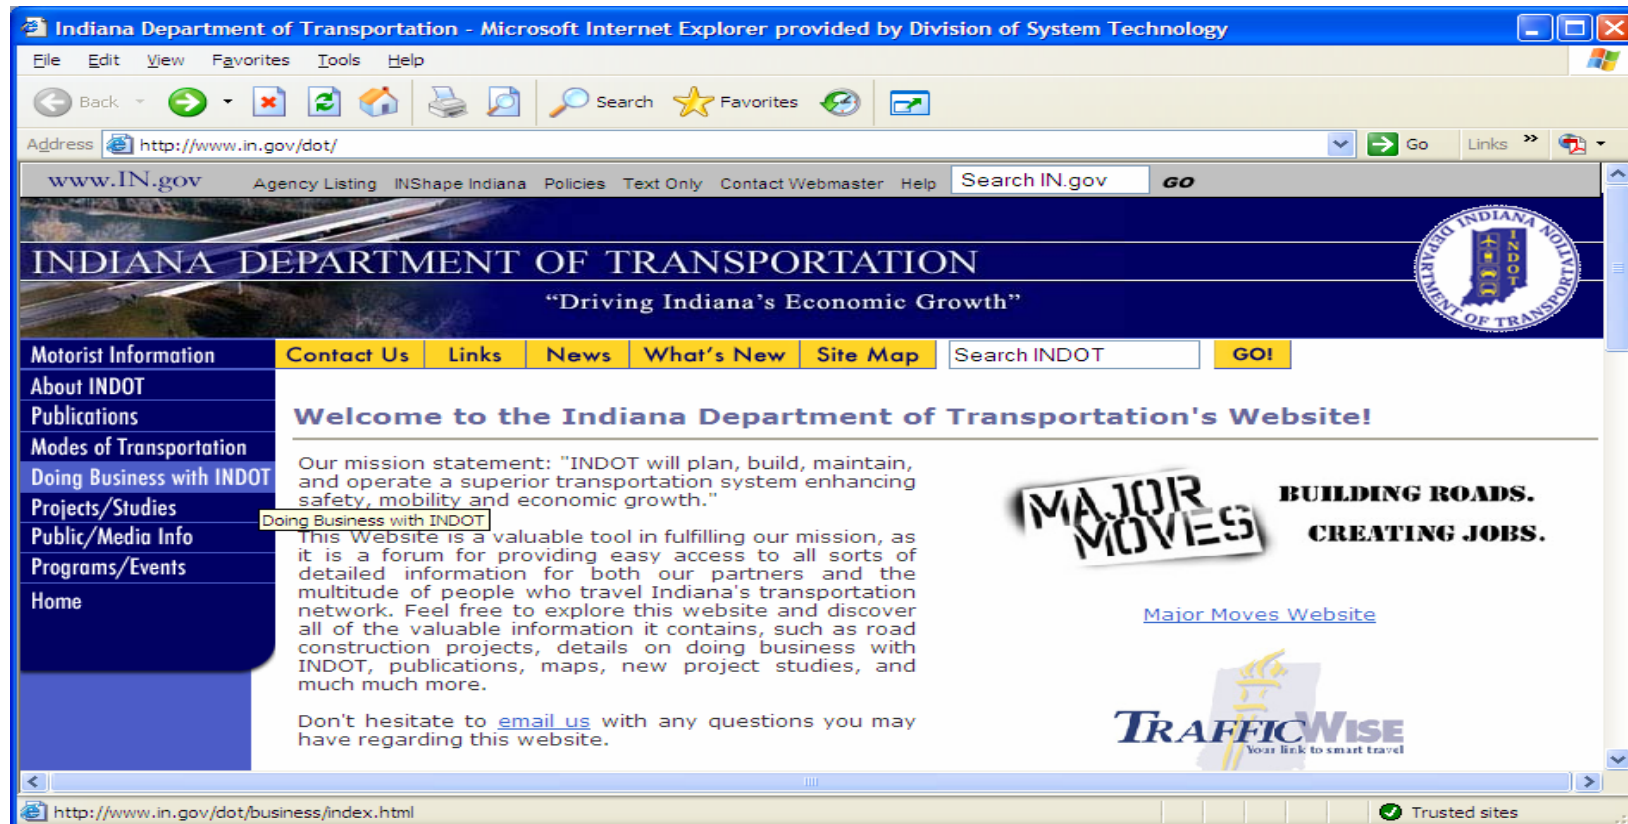 Indiana Department of Transportation - Microsoft Internet Explorer provided by Division of System Technology
File Edit View Favorites Tools Help
Back Search Favorites
Address http://www.in.gov/dot/ Go Links »
www.IN.gov Agency Listing INShape Indiana Policies Text Only Contact Webmaster Help Search IN.gov GO
INDIANA DEPARTMENT OF TRANSPORTATION
“Driving Indiana’s Economic Growth”
INDIANA DEPARTMENT OF TRANSPORTATION
INDOT
Motorist Information
About INDOT
Publications
Modes of Transportation
Doing Business with INDOT
Projects/Studies
Public/Media Info
Programs/Events
Home
Doing Business with INDOT
Contact Us Links News What's New Site Map Search INDOT GO!
Welcome to the Indiana Department of Transportation's Website!
Our mission statement: "INDOT will plan, build, maintain,
and operate a superior transportation system enhancing
safety, mobility and economic growth."
This Website is a valuable tool in fulfilling our mission, as
it is a forum for providing easy access to all sorts of
detailed information for both our partners and the
multitude of people who travel Indiana's transportation
network. Feel free to explore this website and discover
all of the valuable information it contains, such as road
construction projects, details on doing business with
INDOT, publications, maps, new project studies, and
much much more.
Don't hesitate to email us with any questions you may
have regarding this website.
MAJOR
MOVES
BUILDING ROADS.
CREATING JOBS.
Major Moves Website
TRAFFICWISE
Your link to smart travel
http://www.in.gov/dot/business/index.html Trusted sites